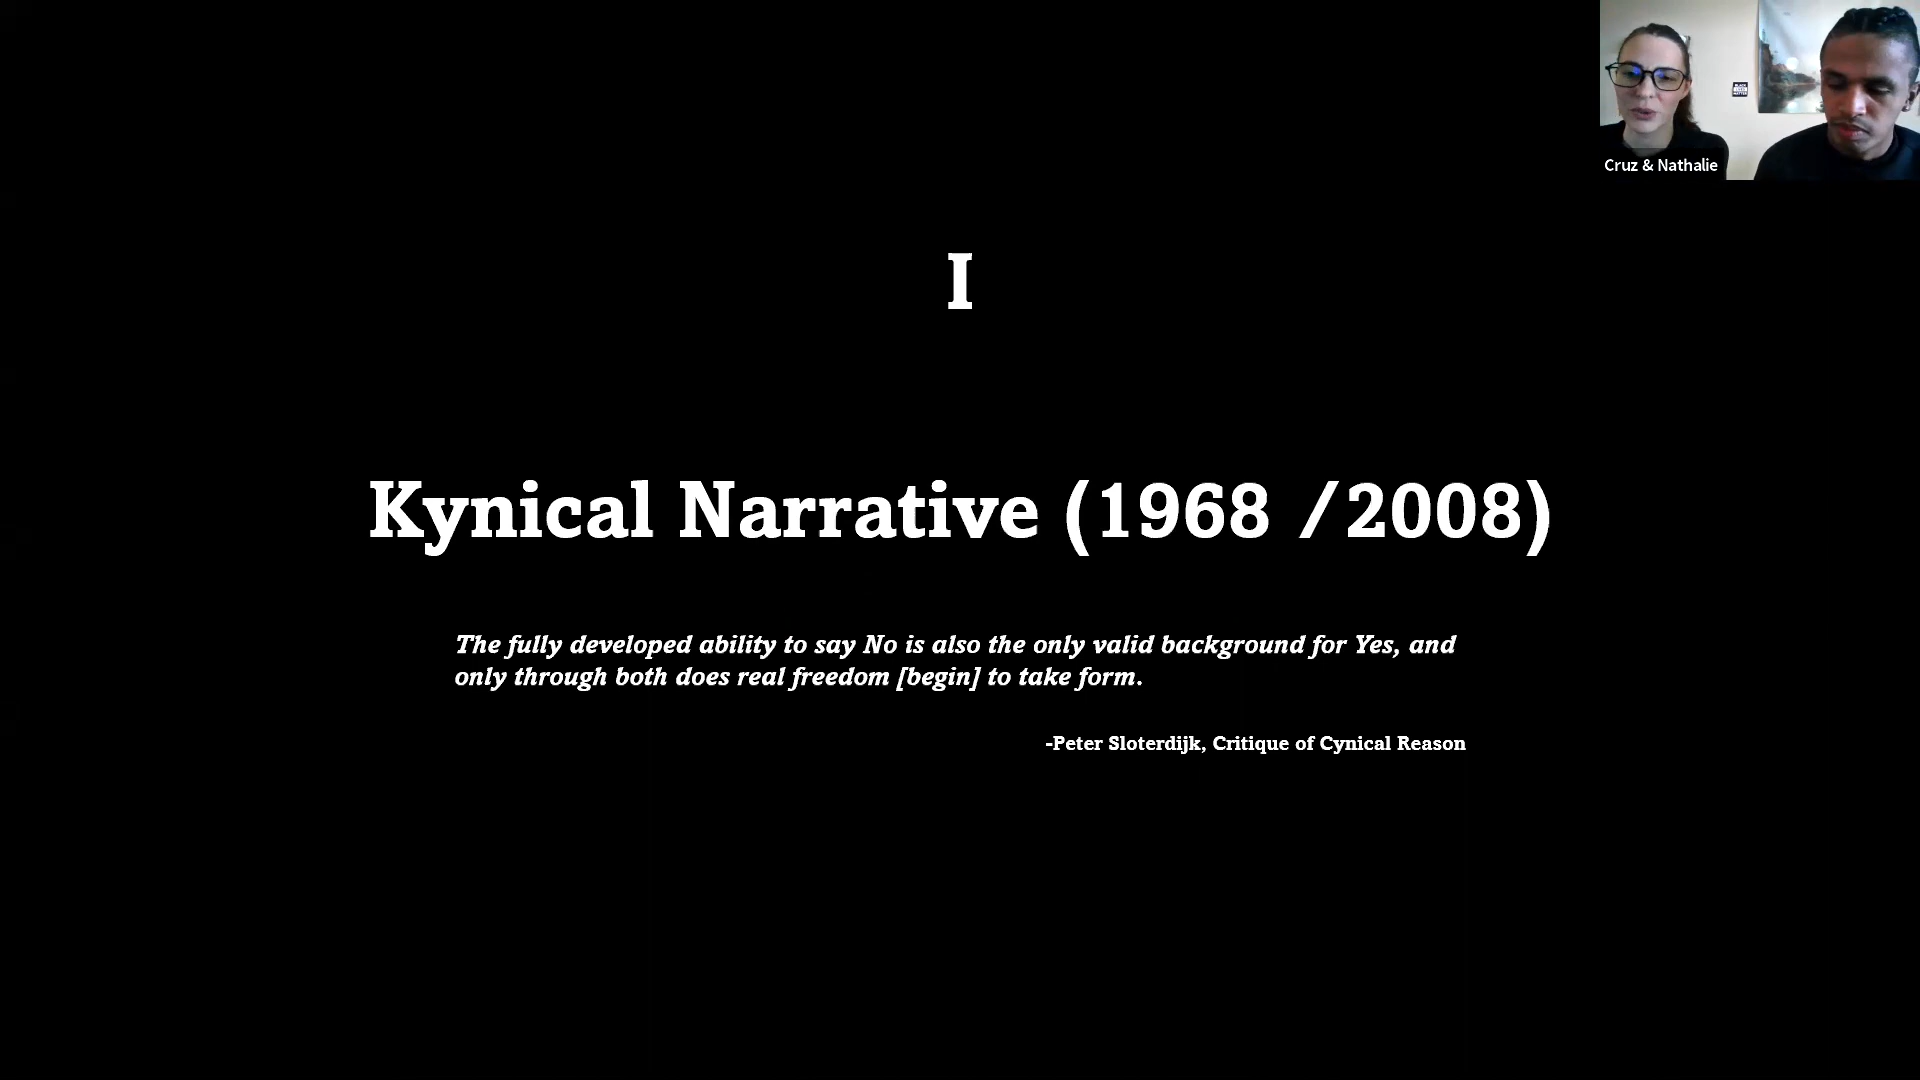 Cruz & Nathalie
I
Kynical Narrative (1968 /2008)
The fully developed ability to say No is also the only valid background for Yes, and
only through both does real freedom [begin] to take form.
-Peter Sloterdijk, Critique of Cynical Reason